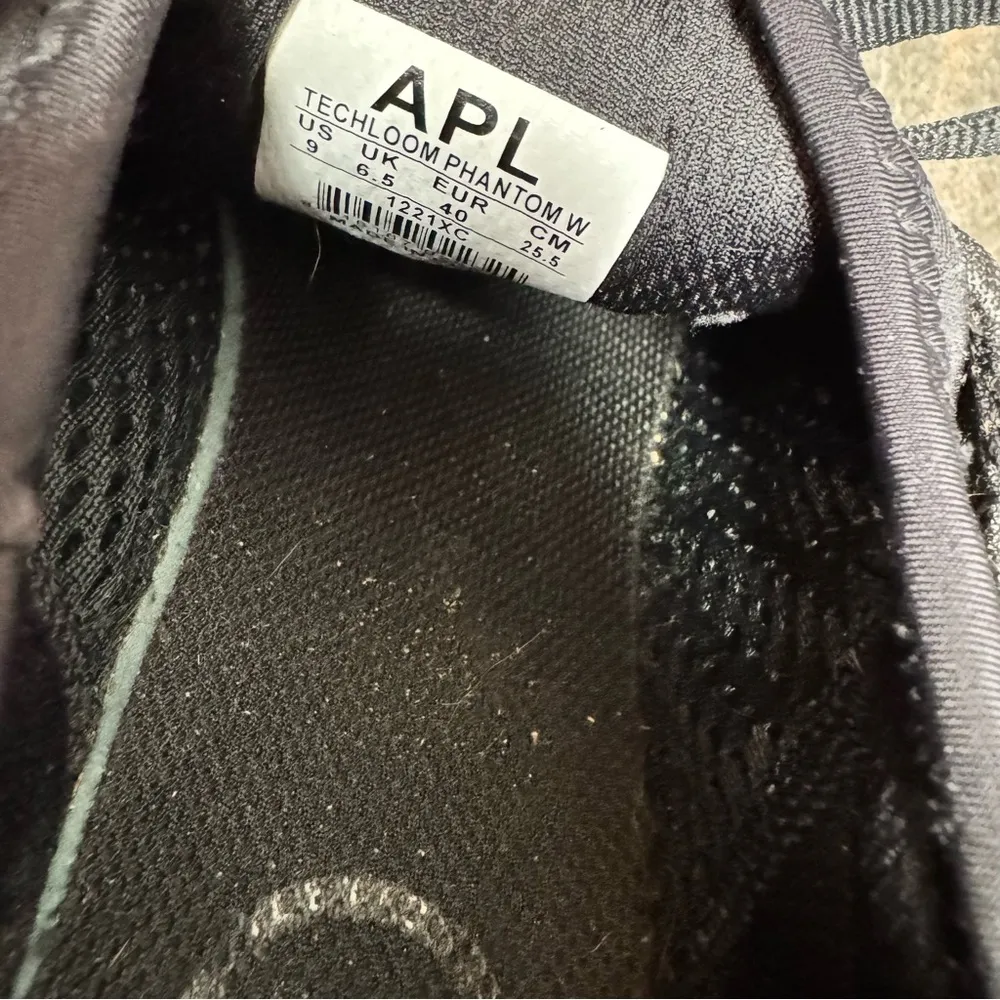 APL
TECHLOOM PHANTOM W
US UK EUR CM
9 6.5 40 25.5
1221XC